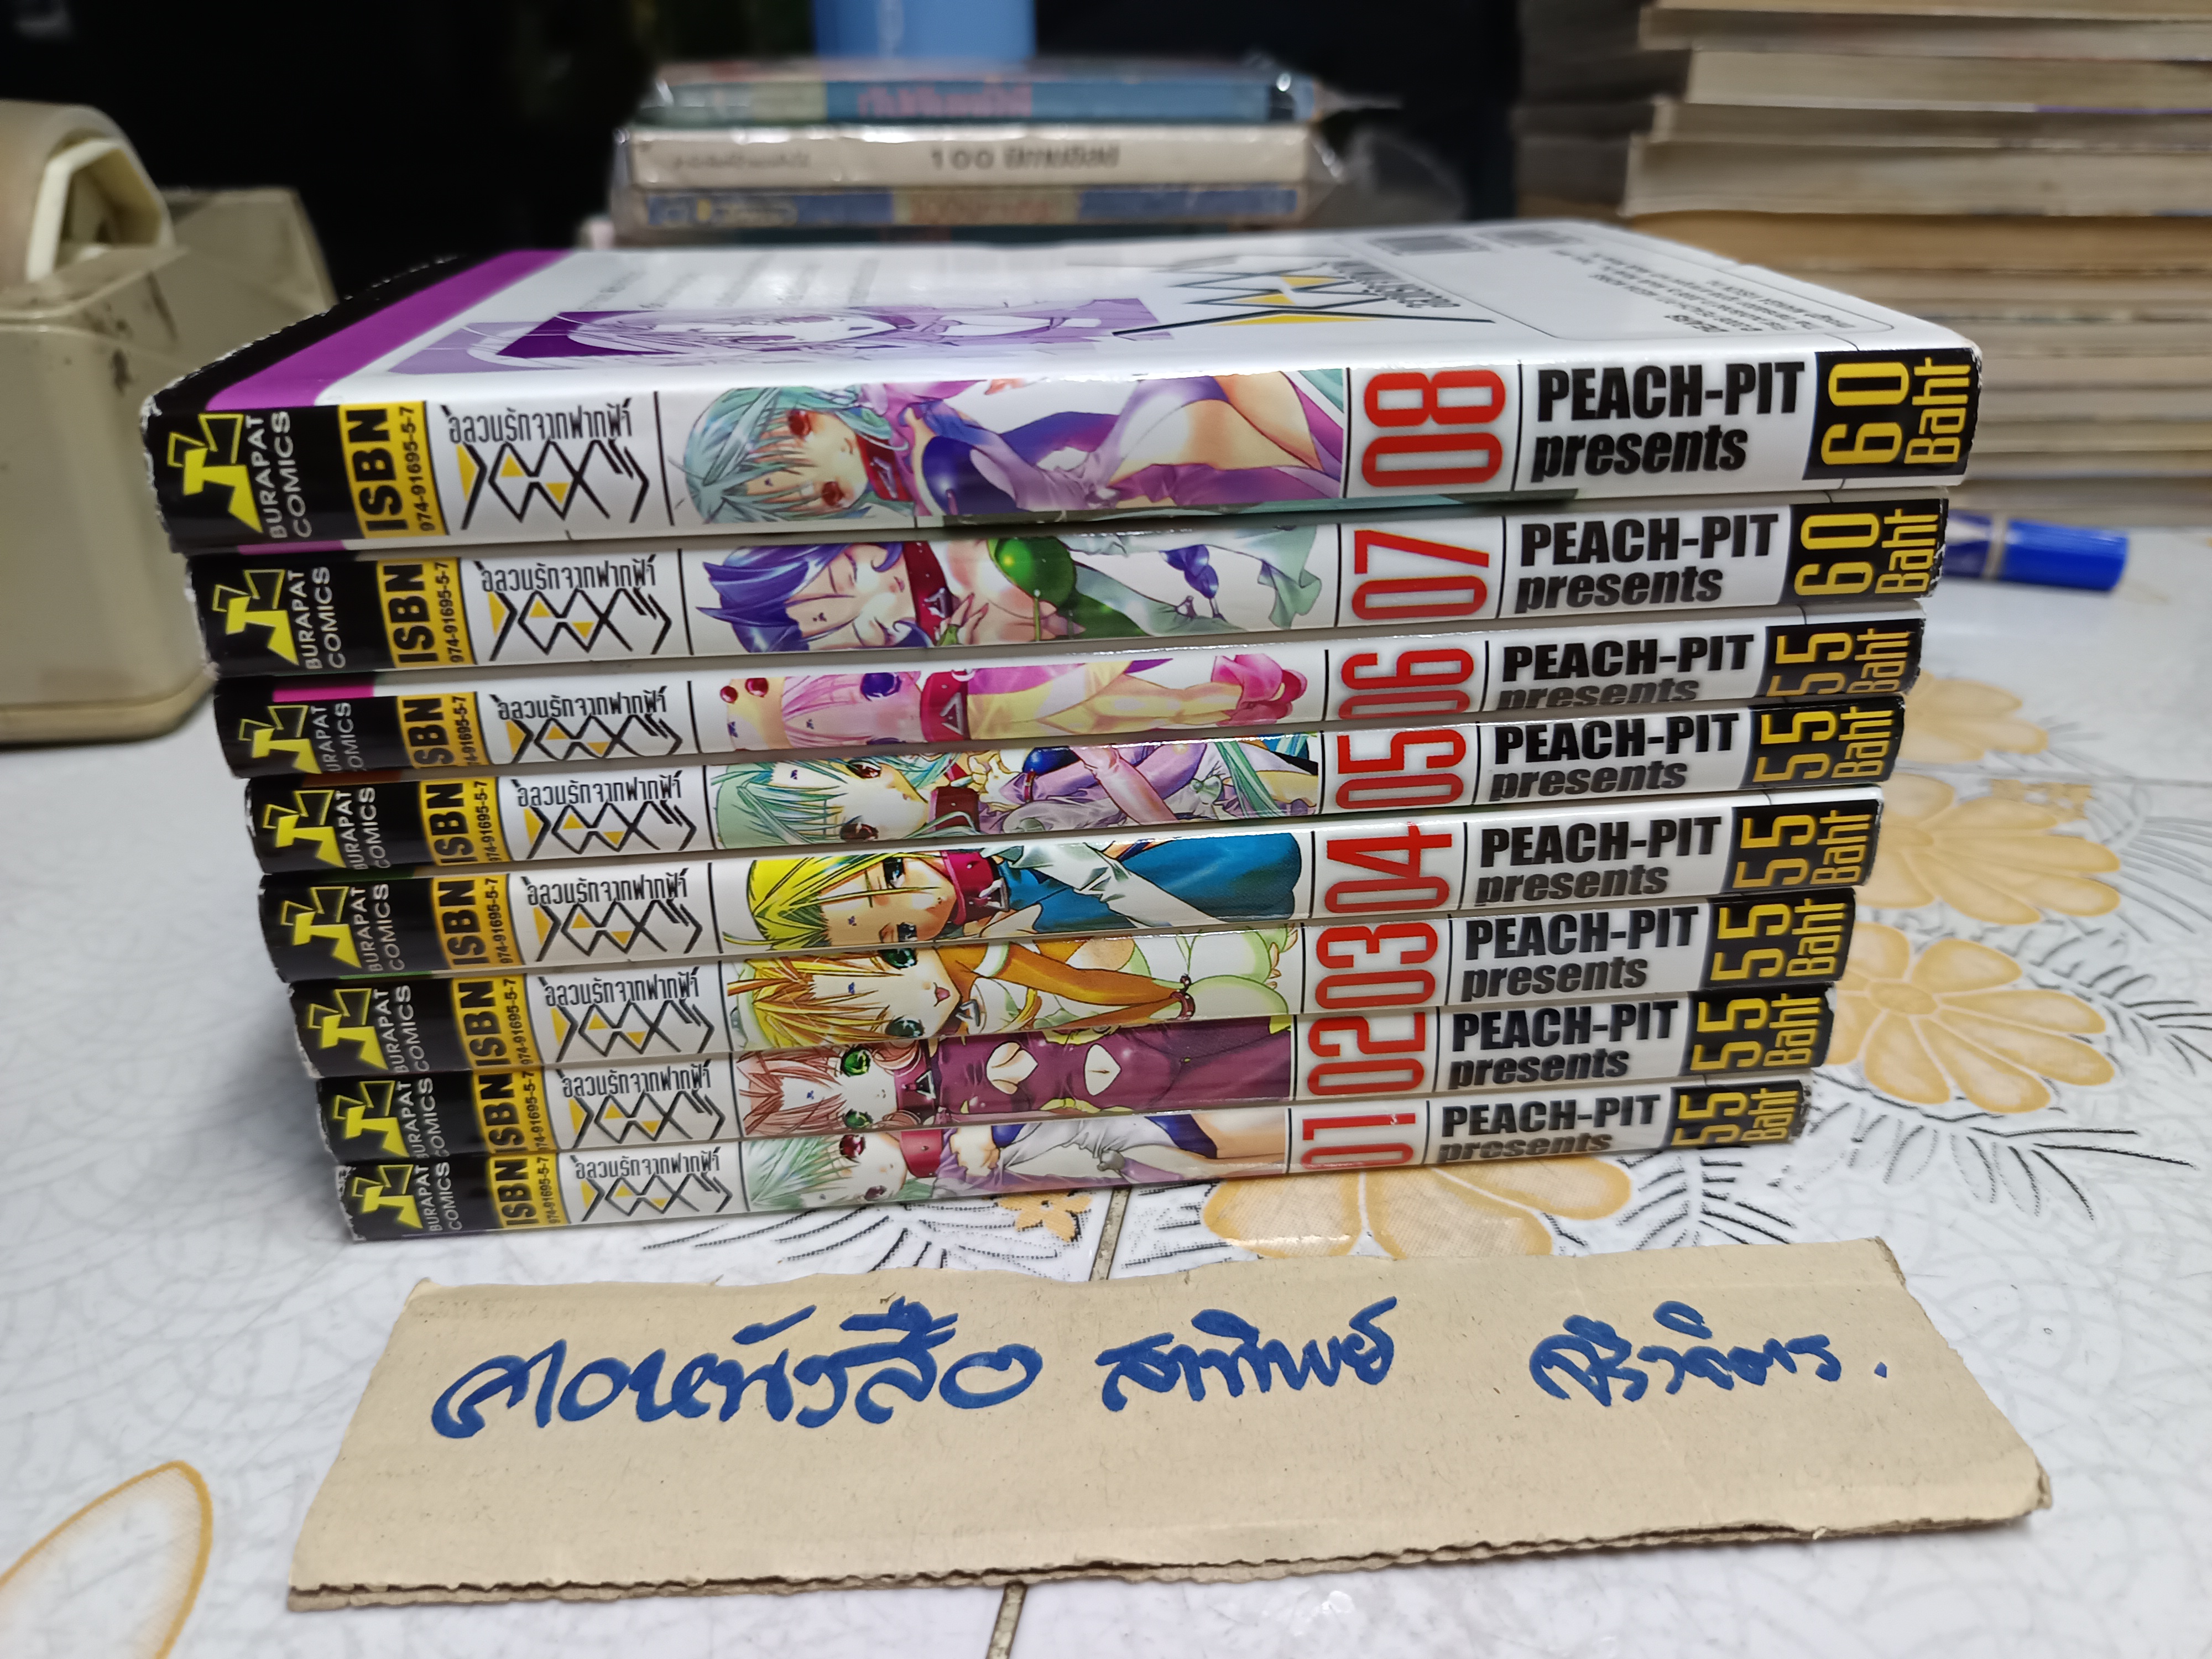 100
08
BURAPAT
COMICS
ISBN
974-91695-5-7
อลวนรักจากฟากฟ้า
08
PEACH-PIT
presents
60
Baht
BURAPAT
COMICS
ISBN
974-91695-5-7
อลวนรักจากฟากฟ้า
07
PEACH-PIT
presents
60
Baht
BURAPAT
COMICS
ISBN
974-91695-5-7
อลวนรักจากฟากฟ้า
06
PEACH-PIT
presents
55
Baht
BURAPAT
COMICS
ISBN
974-91695-5-7
อลวนรักจากฟากฟ้า
05
PEACH-PIT
presents
55
Baht
BURAPAT
COMICS
ISBN
974-91695-5-7
อลวนรักจากฟากฟ้า
04
PEACH-PIT
presents
55
Baht
BURAPAT
COMICS
ISBN
974-91695-5-7
อลวนรักจากฟากฟ้า
03
PEACH-PIT
presents
55
Baht
BURAPAT
COMICS
ISBN
974-91695-5-7
อลวนรักจากฟากฟ้า
02
PEACH-PIT
presents
55
Baht
BURAPAT
COMICS
ISBN
974-91695-5-7
อลวนรักจากฟากฟ้า
01
PEACH-PIT
presents
55
Baht
ศาลหนังสือ สาทิพย์